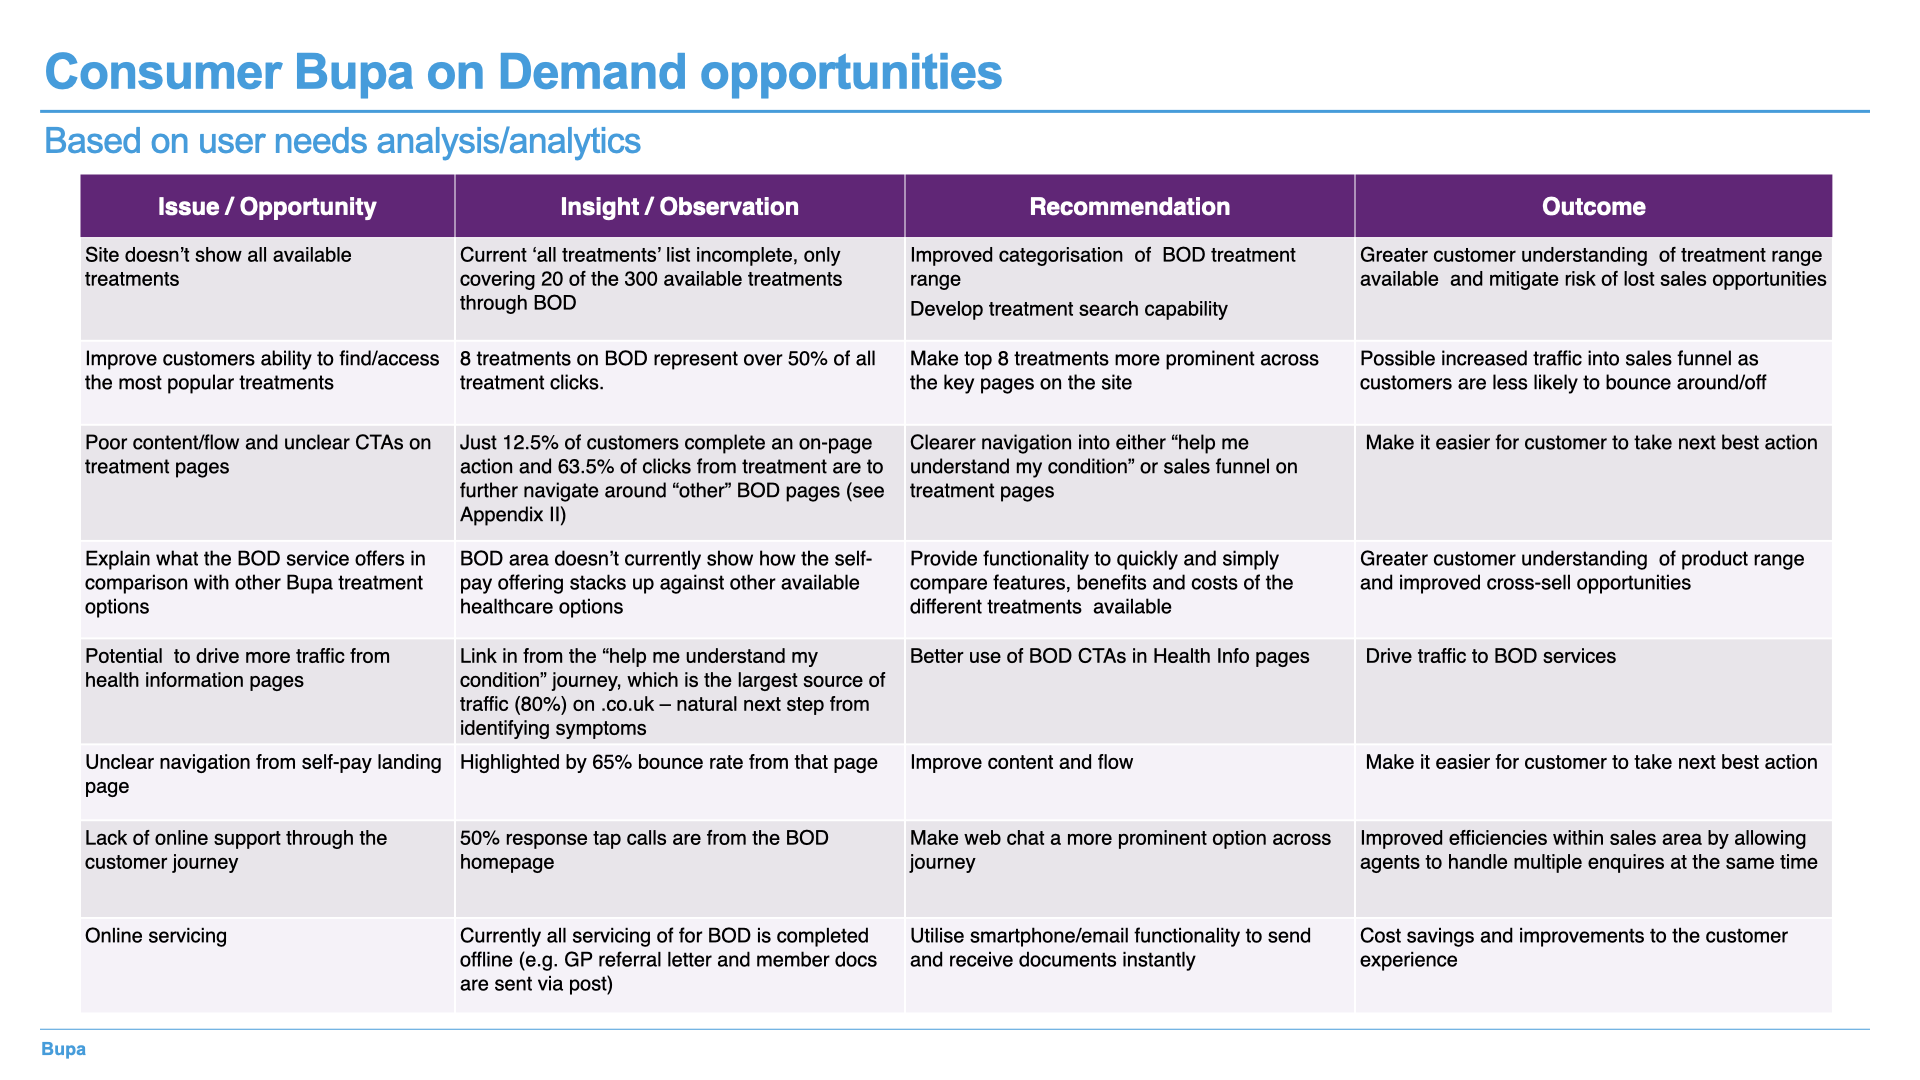 Consumer Bupa on Demand opportunities
Based on user needs analysis/analytics
Issue / Opportunity
Insight / Observation
Recommendation
Outcome
Site doesn’t show all available
treatments
Current ‘all treatments’ list incomplete, only
covering 20 of the 300 available treatments
through BOD
Improved categorisation  of  BOD treatment
range
Develop treatment search capability
Greater customer understanding  of treatment range
available  and mitigate risk of lost sales opportunities
Improve customers ability to find/access
the most popular treatments
8 treatments on BOD represent over 50% of all
treatment clicks.
Make top 8 treatments more prominent across
the key pages on the site
Possible increased traffic into sales funnel as
customers are less likely to bounce around/off
Poor content/flow and unclear CTAs on
treatment pages
Just 12.5% of customers complete an on-page
action and 63.5% of clicks from treatment are to
further navigate around “other” BOD pages (see
Appendix II)
Clearer navigation into either “help me
understand my condition” or sales funnel on
treatment pages
Make it easier for customer to take next best action
Explain what the BOD service offers in
comparison with other Bupa treatment
options
BOD area doesn’t currently show how the self-
pay offering stacks up against other available
healthcare options
Provide functionality to quickly and simply
compare features, benefits and costs of the
different treatments  available
Greater customer understanding  of product range
and improved cross-sell opportunities
Potential  to drive more traffic from
health information pages
Link in from the “help me understand my
condition” journey, which is the largest source of
traffic (80%) on .co.uk – natural next step from
identifying symptoms
Better use of BOD CTAs in Health Info pages
Drive traffic to BOD services
Unclear navigation from self-pay landing
page
Highlighted by 65% bounce rate from that page
Improve content and flow
Make it easier for customer to take next best action
Lack of online support through the
customer journey
50% response tap calls are from the BOD
homepage
Make web chat a more prominent option across
journey
Improved efficiencies within sales area by allowing
agents to handle multiple enquires at the same time
Online servicing
Currently all servicing of for BOD is completed
offline (e.g. GP referral letter and member docs
are sent via post)
Utilise smartphone/email functionality to send
and receive documents instantly
Cost savings and improvements to the customer
experience
Bupa